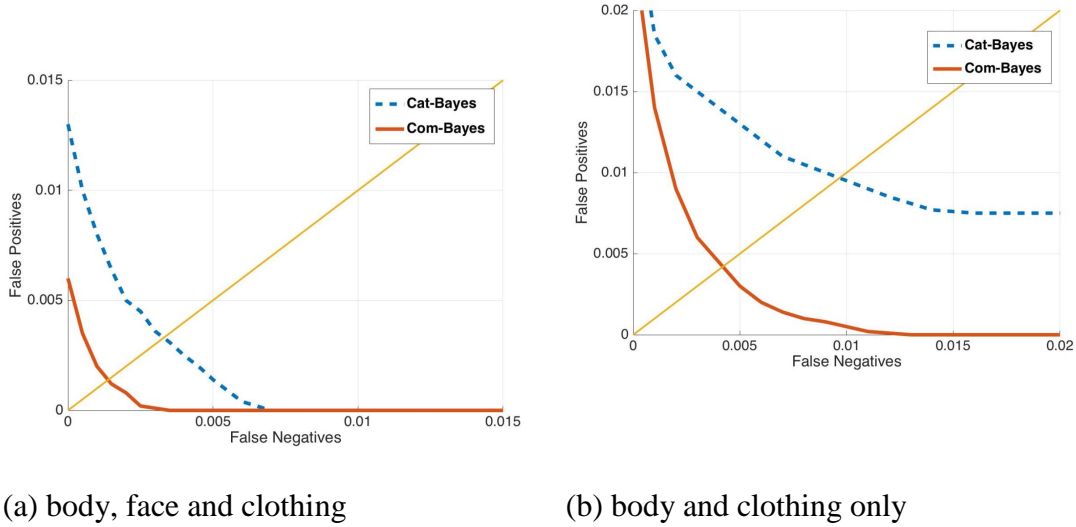 0.015
Cat-Bayes
Com-Bayes
0.01
False Positives
0.005
0
0
0.005
0.01
0.015
False Negatives
(a) body, face and clothing
0.02
Cat-Bayes
Com-Bayes
0.015
False Positives
0.01
0.005
0
0
0.005
0.01
0.015
0.02
False Negatives
(b) body and clothing only